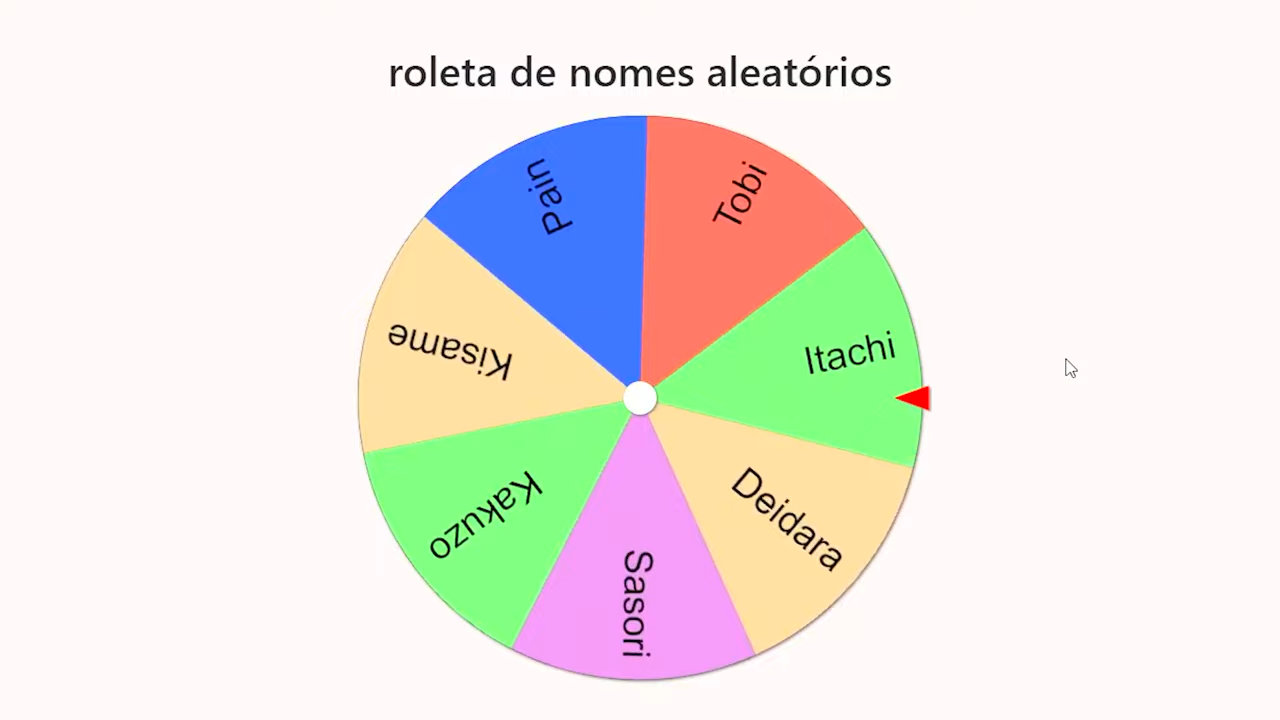 roleta de nomes aleatórios
Pain
Tobi
Itachi
Kisame
Deidara
Kakuzo
Sasori